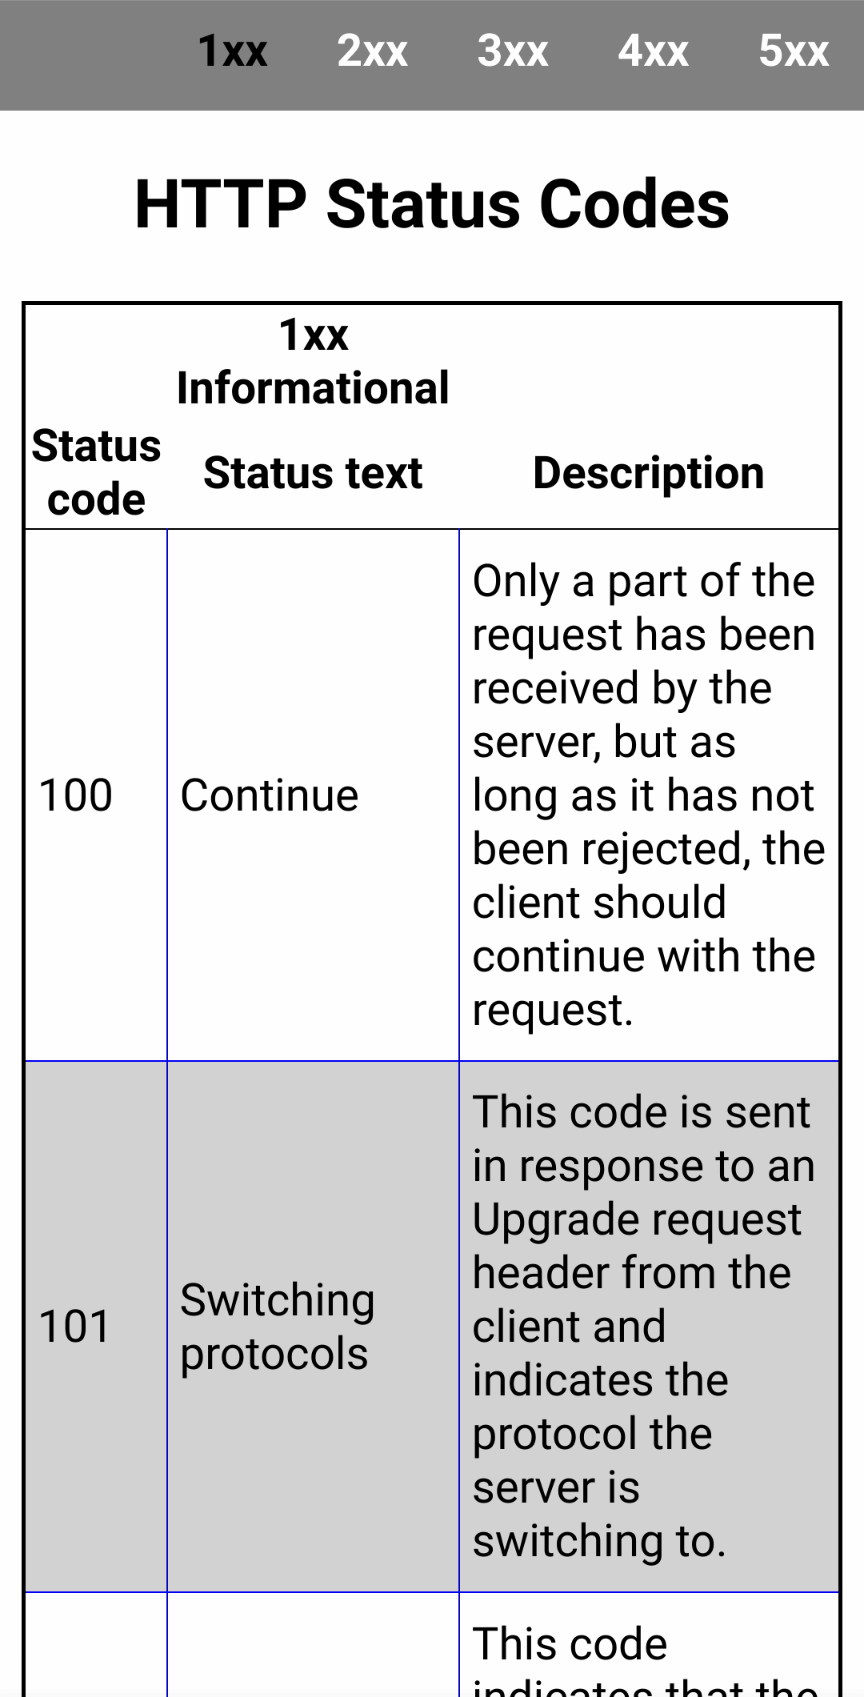 1xx 2xx 3xx 4xx 5xx
HTTP Status Codes
1xx
Informational
Status
code
Status text
Description
100
Continue
Only a part of the
request has been
received by the
server, but as
long as it has not
been rejected, the
client should
continue with the
request.
101
Switching
protocols
This code is sent
in response to an
Upgrade request
header from the
client and
indicates the
protocol the
server is
switching to.
This code
indicates that the